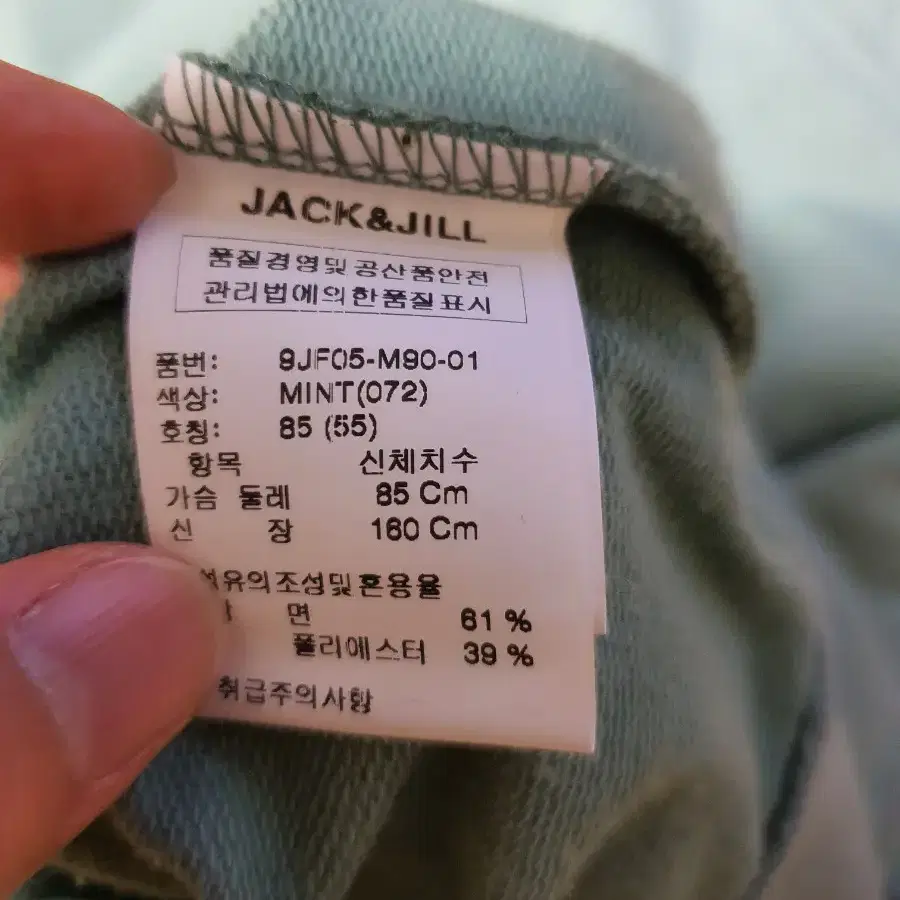 JACK&JILL
품질경영및 공산품안전
관리법에의한품질표시
품번: 9JF05-M90-01
색상: MINT(072)
호칭: 85 (55)
항목 신체치수
가슴 둘레 85 Cm
신 장 160 Cm
섬유의조성및혼용율
면 61 %
폴리에스터 39 %
취급주의사항